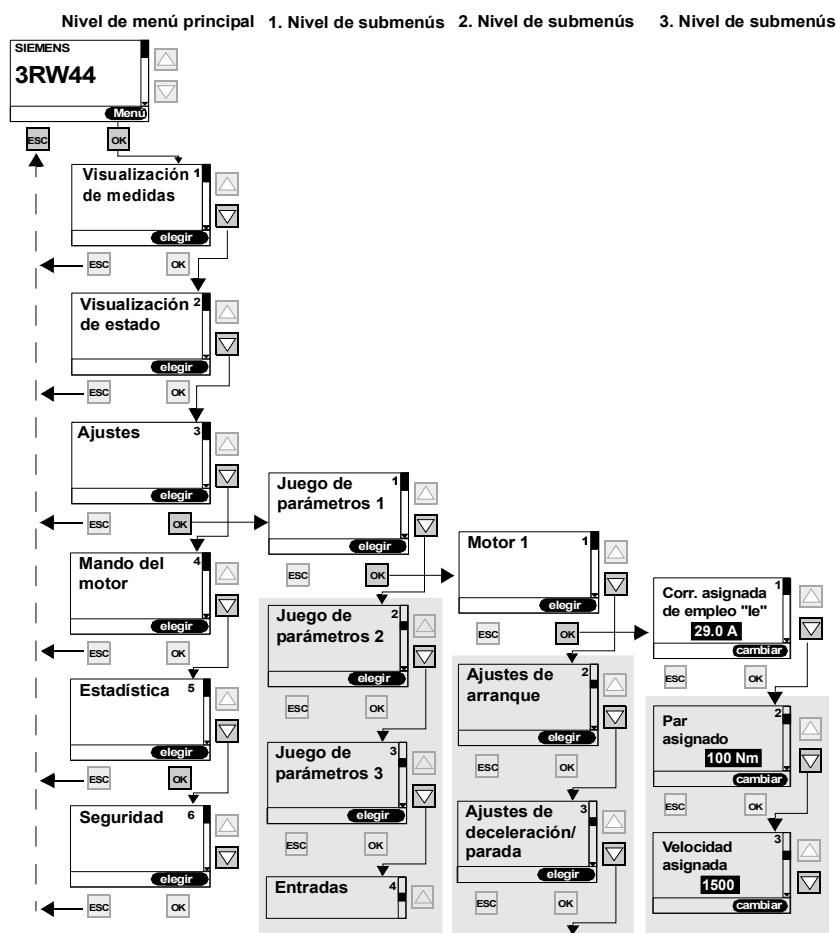 Nivel de menú principal
1. Nivel de submenús
2. Nivel de submenús
3. Nivel de submenús
SIEMENS
3RW44
Menú
ESC
OK
Visualización 1
de medidas
elegir
ESC
OK
Visualización 2
de estado
elegir
ESC
OK
Ajustes 3
elegir
ESC
OK
Mando del 4
motor
elegir
ESC
OK
Estadística 5
elegir
ESC
OK
Seguridad 6
elegir
ESC
OK
Juego de 1
parámetros 1
elegir
ESC
OK
Juego de 2
parámetros 2
elegir
ESC
OK
Juego de 3
parámetros 3
elegir
ESC
OK
Entradas 4
Motor 1 1
elegir
ESC
OK
Ajustes de 2
arranque
elegir
ESC
OK
Ajustes de 3
deceleración/
parada
elegir
ESC
OK
Corr. asignada 1
de empleo "le"
29.0 A
cambiar
ESC
OK
Par 2
asignado
100 Nm
cambiar
ESC
OK
Velocidad 3
asignada
1500
cambiar